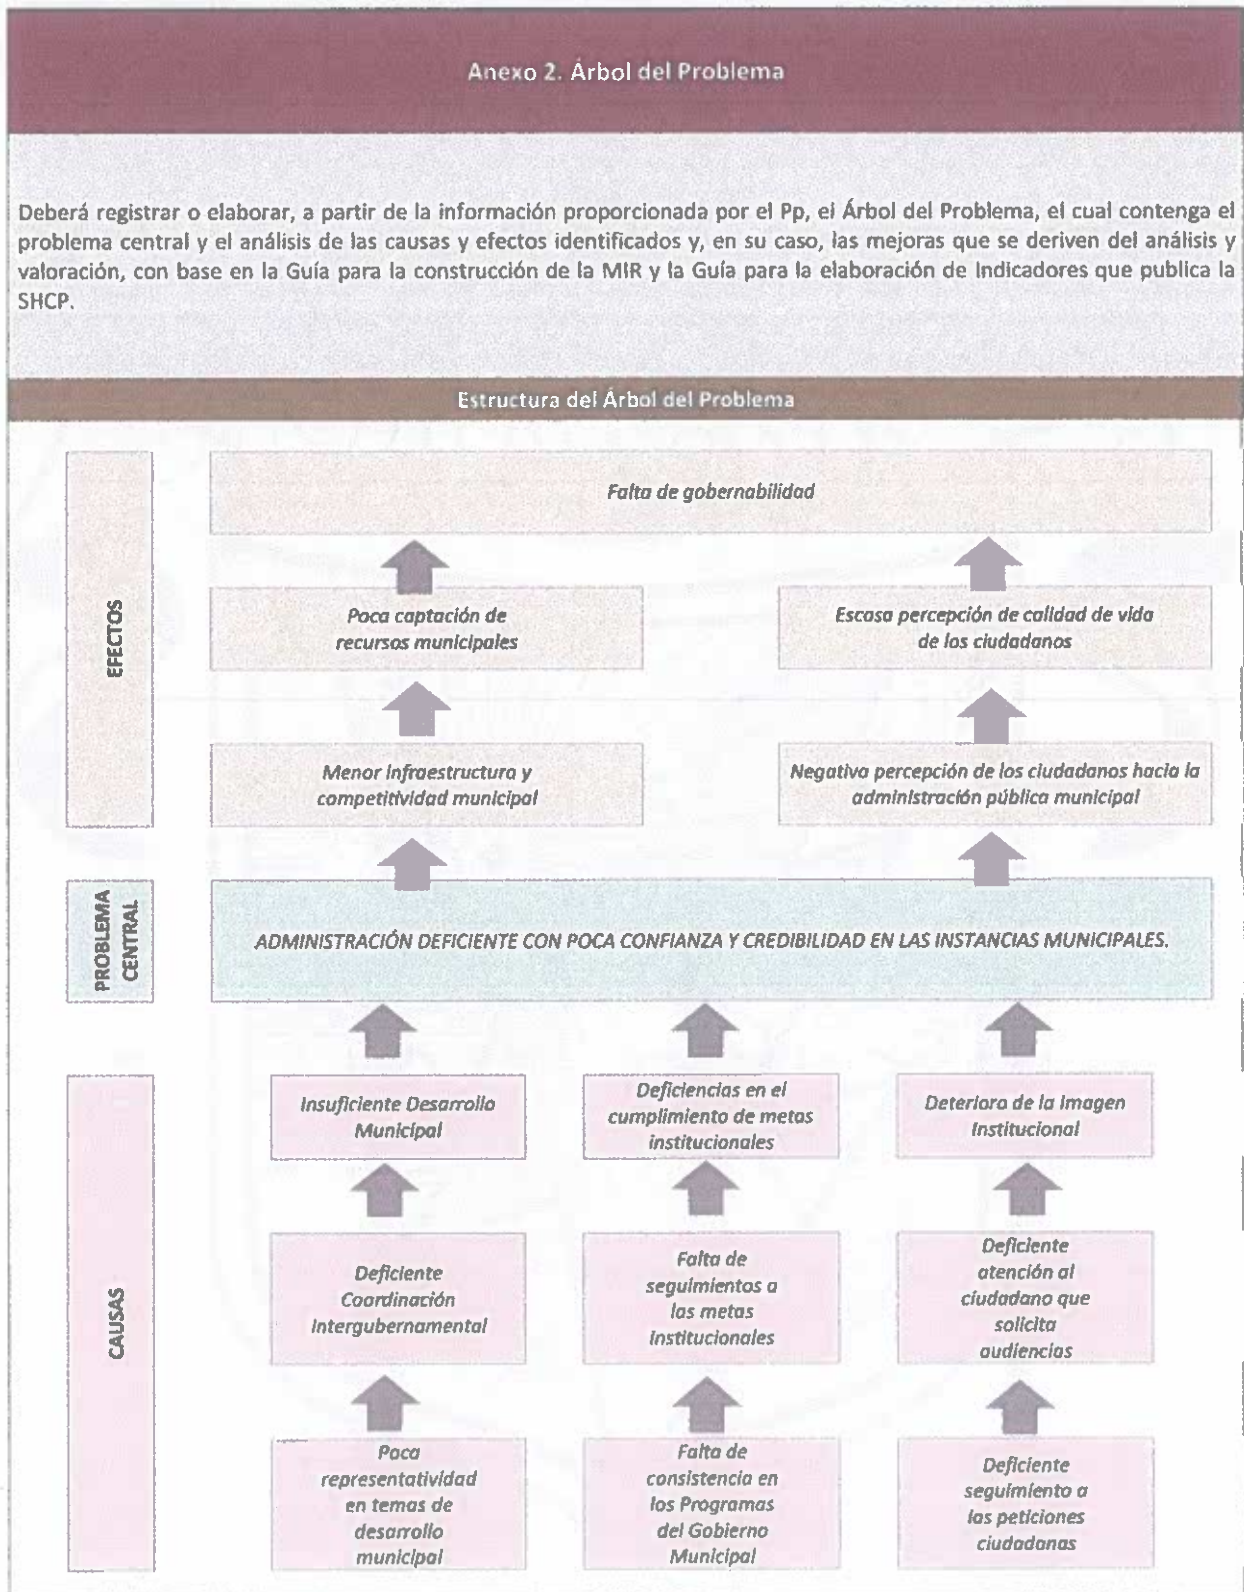 Anexo 2. Árbol del Problema
Deberá registrar o elaborar, a partir de la información proporcionada por el Pp, el Árbol del Problema, el cual contenga el
problema central y el análisis de las causas y efectos identificados y, en su caso, las mejoras que se deriven del análisis y
valoración, con base en la Guía para la construcción de la MIR y la Guía para la elaboración de Indicadores que publica la
SHCP.
Estructura del Árbol del Problema
EFECTOS
Falta de gobernabilidad
Poca captación de
recursos municipales
Escasa percepción de calidad de vida
de los ciudadanos
Menor infraestructura y
competitividad municipal
Negativa percepción de los ciudadanos hacia la
administración pública municipal
PROBLEMA
CENTRAL
ADMINISTRACIÓN DEFICIENTE CON POCA CONFIANZA Y CREDIBILIDAD EN LAS INSTANCIAS MUNICIPALES.
CAUSAS
Insuficiente Desarrollo
Municipal
Deficiencias en el
cumplimiento de metas
institucionales
Deterioro de la Imagen
Institucional
Deficiente
Coordinación
Intergubernamental
Falta de
seguimientos a
las metas
Institucionales
Deficiente
atención al
ciudadano que
solicita
audiencias
Poca
representatividad
en temas de
desarrollo
municipal
Falta de
consistencia en
los Programas
del Gobierno
Municipal
Deficiente
seguimiento a
las peticiones
ciudadanas